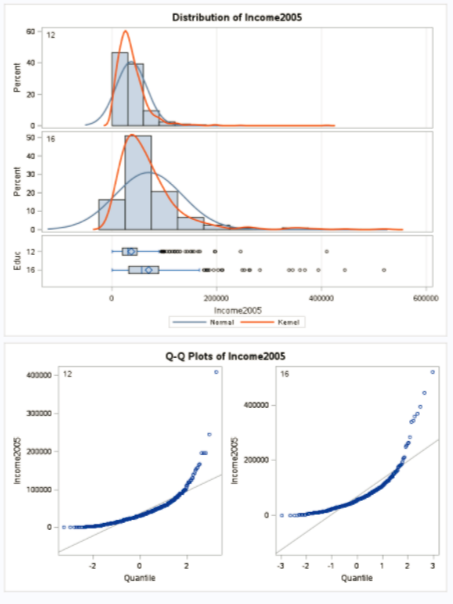 Distribution of Income2005
12
60
40
20
0
Percent
16
50
40
30
20
10
0
Percent
Educ
12
16
0 200000 400000 600000
Income2005
Normal Kernel
Q-Q Plots of Income2005
12
400000
300000
200000
100000
0
Income2005
-2 0 2
Quantile
16
400000
200000
0
Income2005
-3 -2 -1 0 1 2 3
Quantile